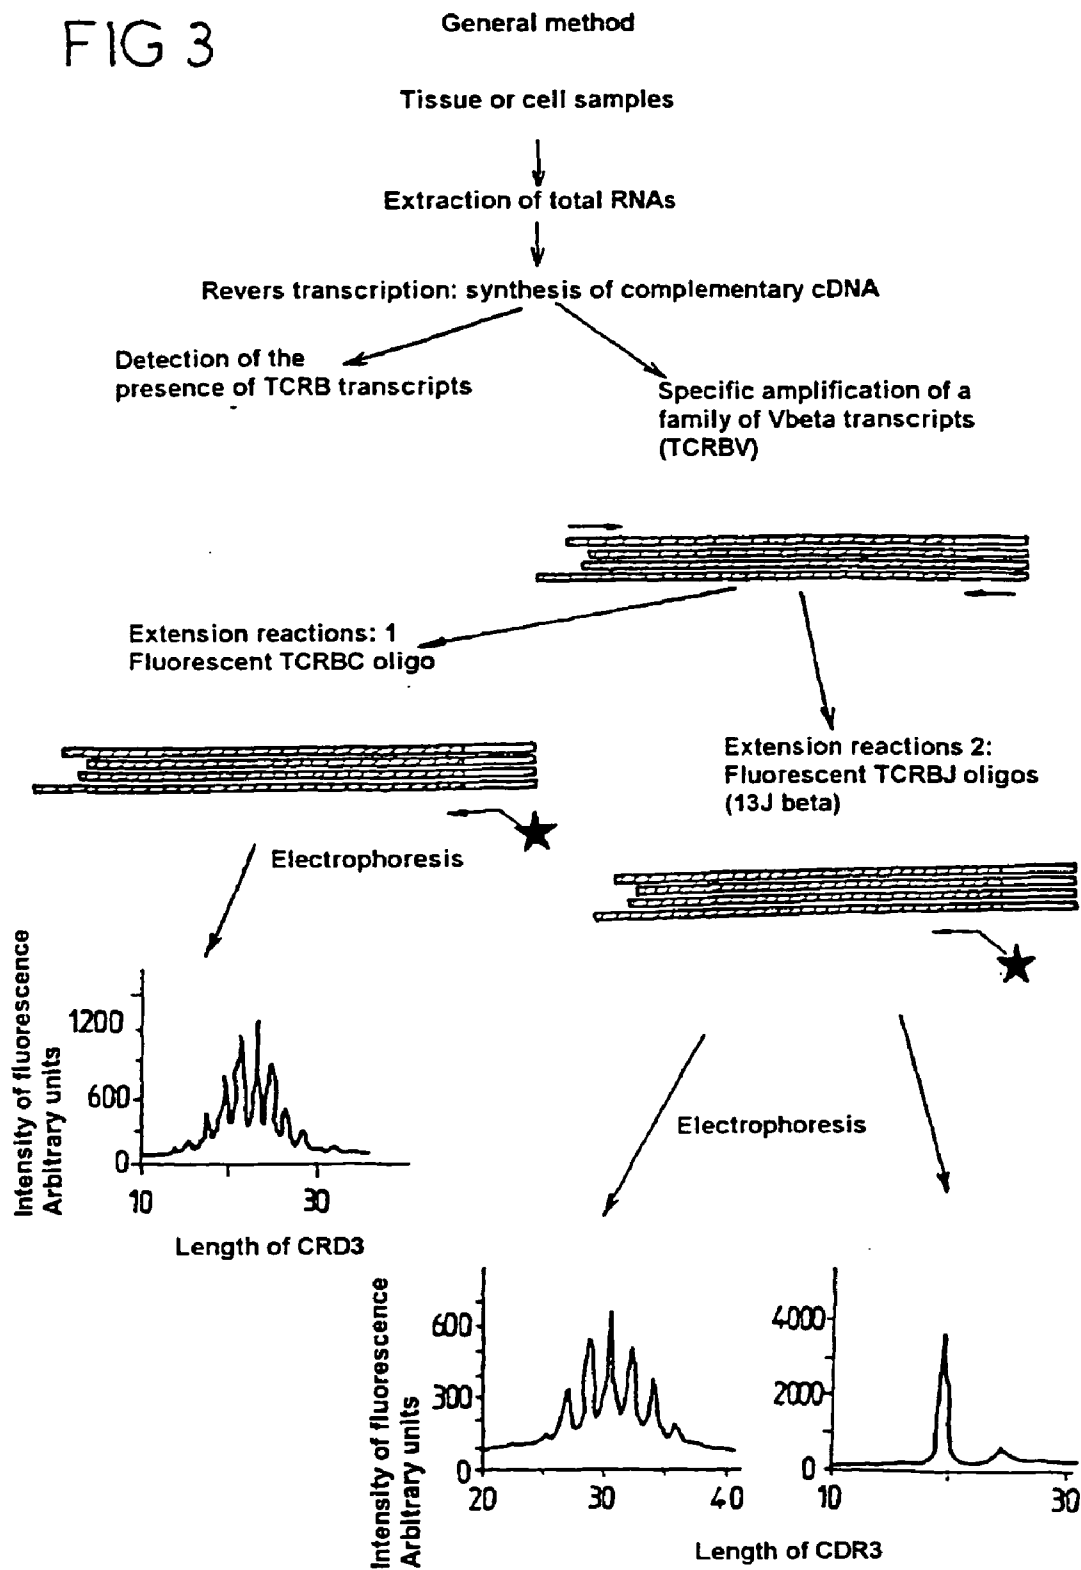 FIG 3
General method
Tissue or cell samples
Extraction of total RNAs
Revers transcription: synthesis of complementary cDNA
Detection of the
presence of TCRB transcripts
Specific amplification of a
family of Vbeta transcripts
(TCRBV)
Extension reactions: 1
Fluorescent TCRBC oligo
Extension reactions 2:
Fluorescent TCRBJ oligos
(13J beta)
Electrophoresis
Intensity of fluorescence
Arbitrary units
1200
600
0
10
30
Length of CRD3
Electrophoresis
Intensity of fluorescence
Arbitrary units
600
300
0
20
30
40
4000
2000
0
10
30
Length of CDR3